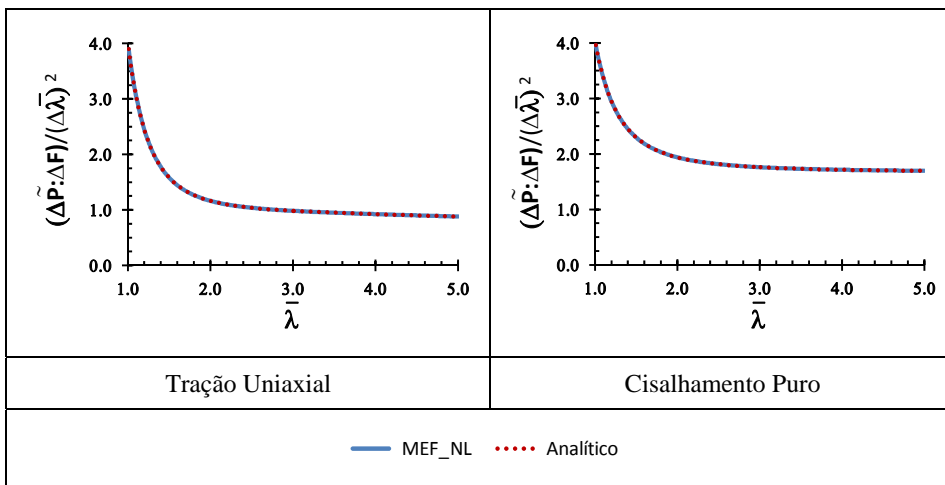 (ΔP̃:ΔF)/(Δλ̄)²
4.0
3.0
2.0
1.0
0.0
1.0 2.0 3.0 4.0 5.0
λ̄
(ΔP̃:ΔF)/(Δλ̄)²
4.0
3.0
2.0
1.0
0.0
1.0 2.0 3.0 4.0 5.0
λ̄
Tração Uniaxial
Cisalhamento Puro
MEF_NL Analítico